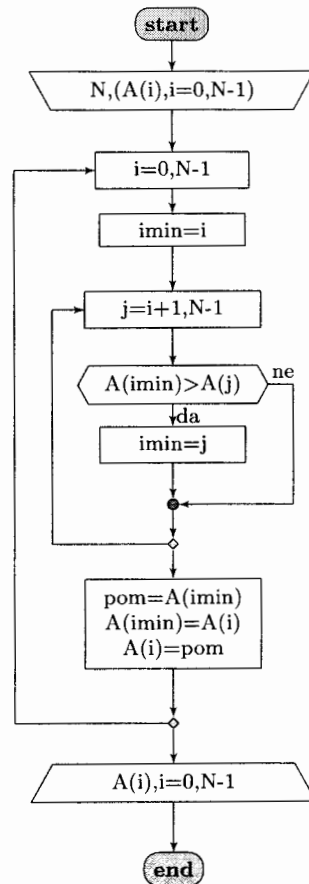 start
N,(A(i),i=0,N-1)
i=0,N-1
imin=i
j=i+1,N-1
A(imin)>A(j)
ne
da
imin=j
pom=A(imin)
A(imin)=A(i)
A(i)=pom
A(i),i=0,N-1
end